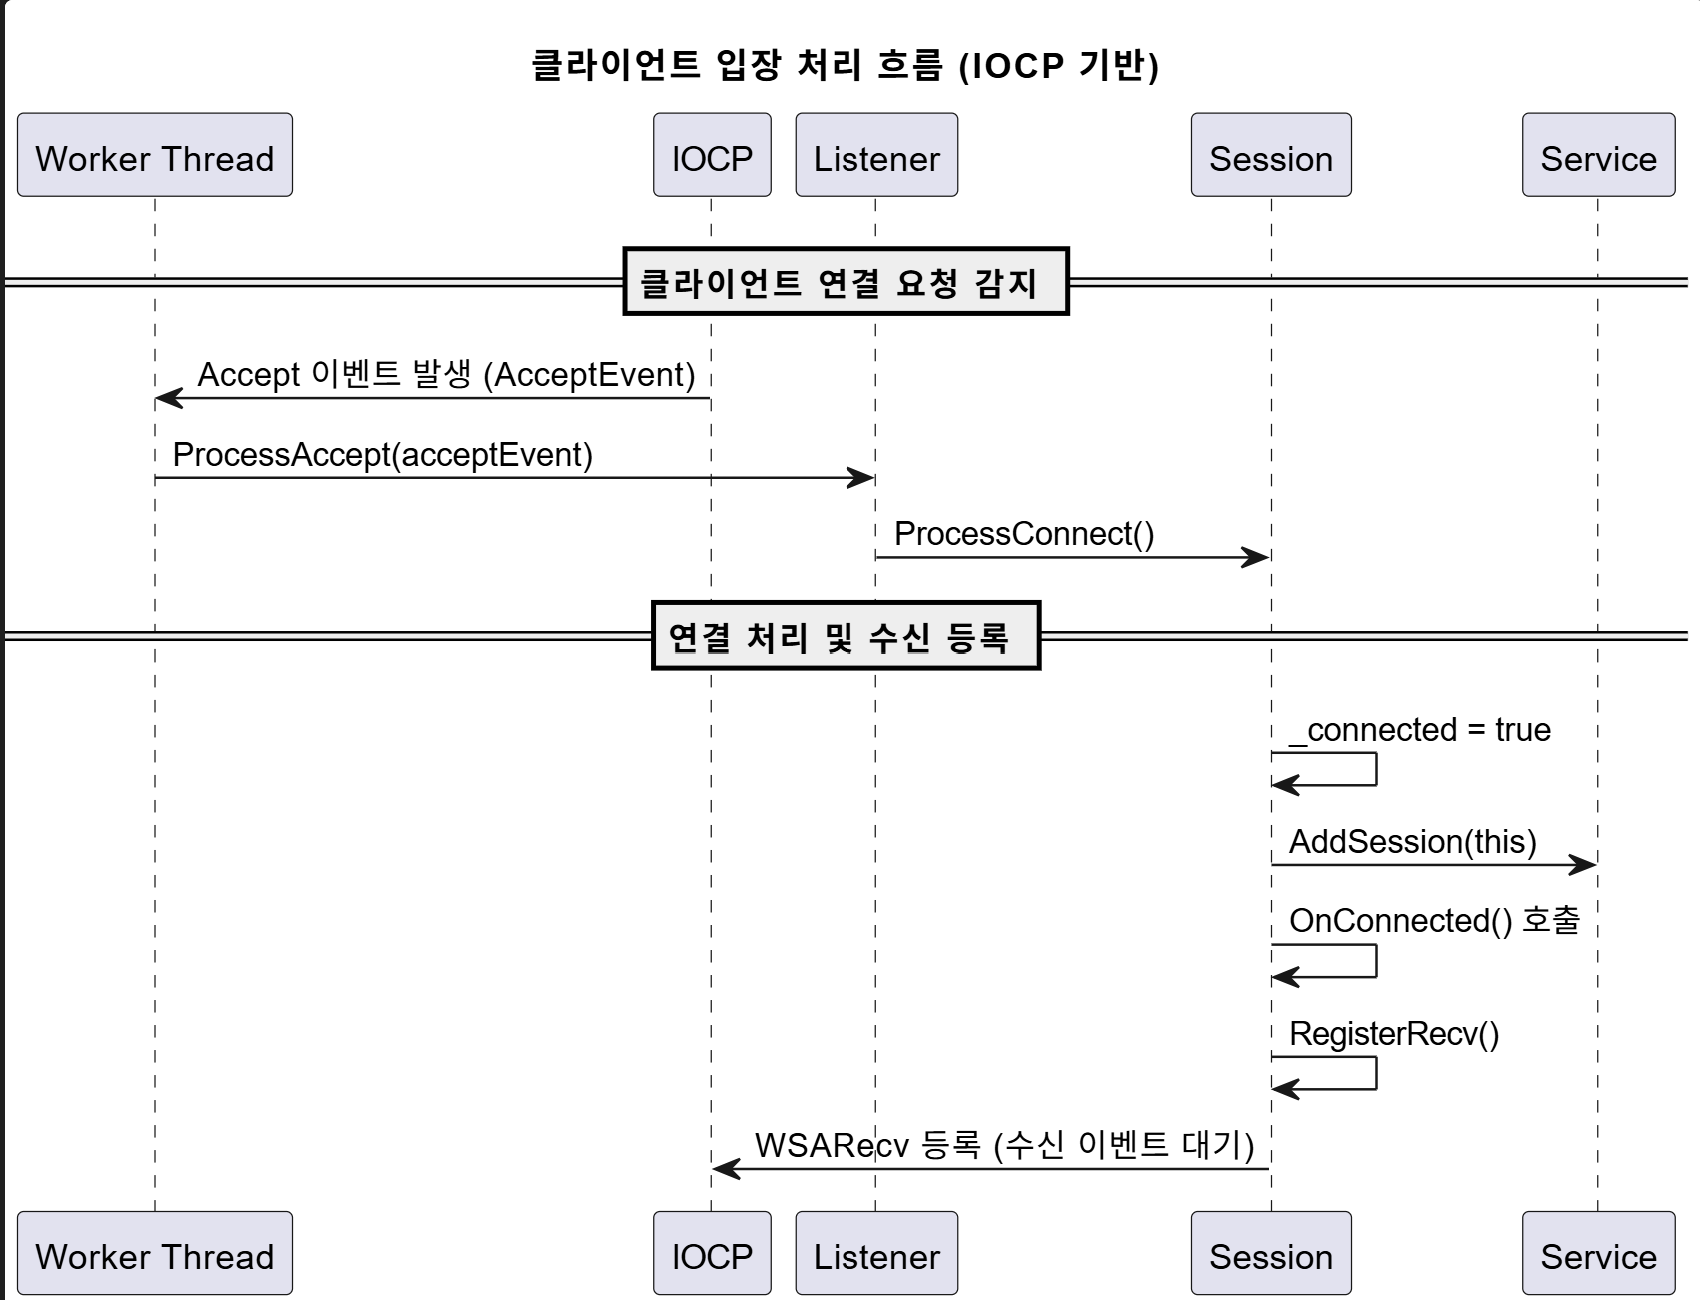 클라이언트 입장 처리 흐름 (IOCP 기반)
Worker Thread
IOCP
Listener
Session
Service
클라이언트 연결 요청 감지
Accept 이벤트 발생 (AcceptEvent)
ProcessAccept(acceptEvent)
ProcessConnect()
연결 처리 및 수신 등록
_connected = true
AddSession(this)
OnConnected() 호출
RegisterRecv()
WSARecv 등록 (수신 이벤트 대기)
Worker Thread
IOCP
Listener
Session
Service